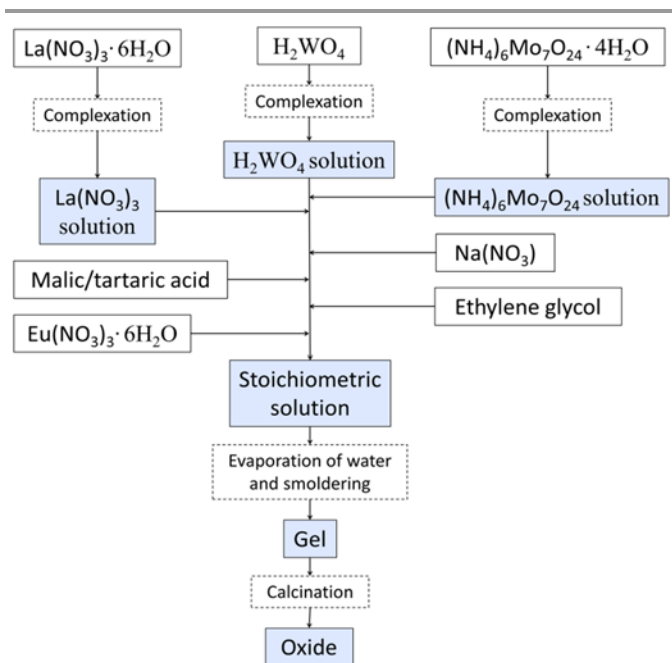 La(NO₃)₃·6H₂O
H₂WO₄
(NH₄)₆Mo₇O₂₄·4H₂O
Complexation
Complexation
Complexation
H₂WO₄ solution
La(NO₃)₃
solution
(NH₄)₆Mo₇O₂₄ solution
Na(NO₃)
Malic/tartaric acid
Ethylene glycol
Eu(NO₃)₃·6H₂O
Stoichiometric
solution
Evaporation of water
and smoldering
Gel
Calcination
Oxide